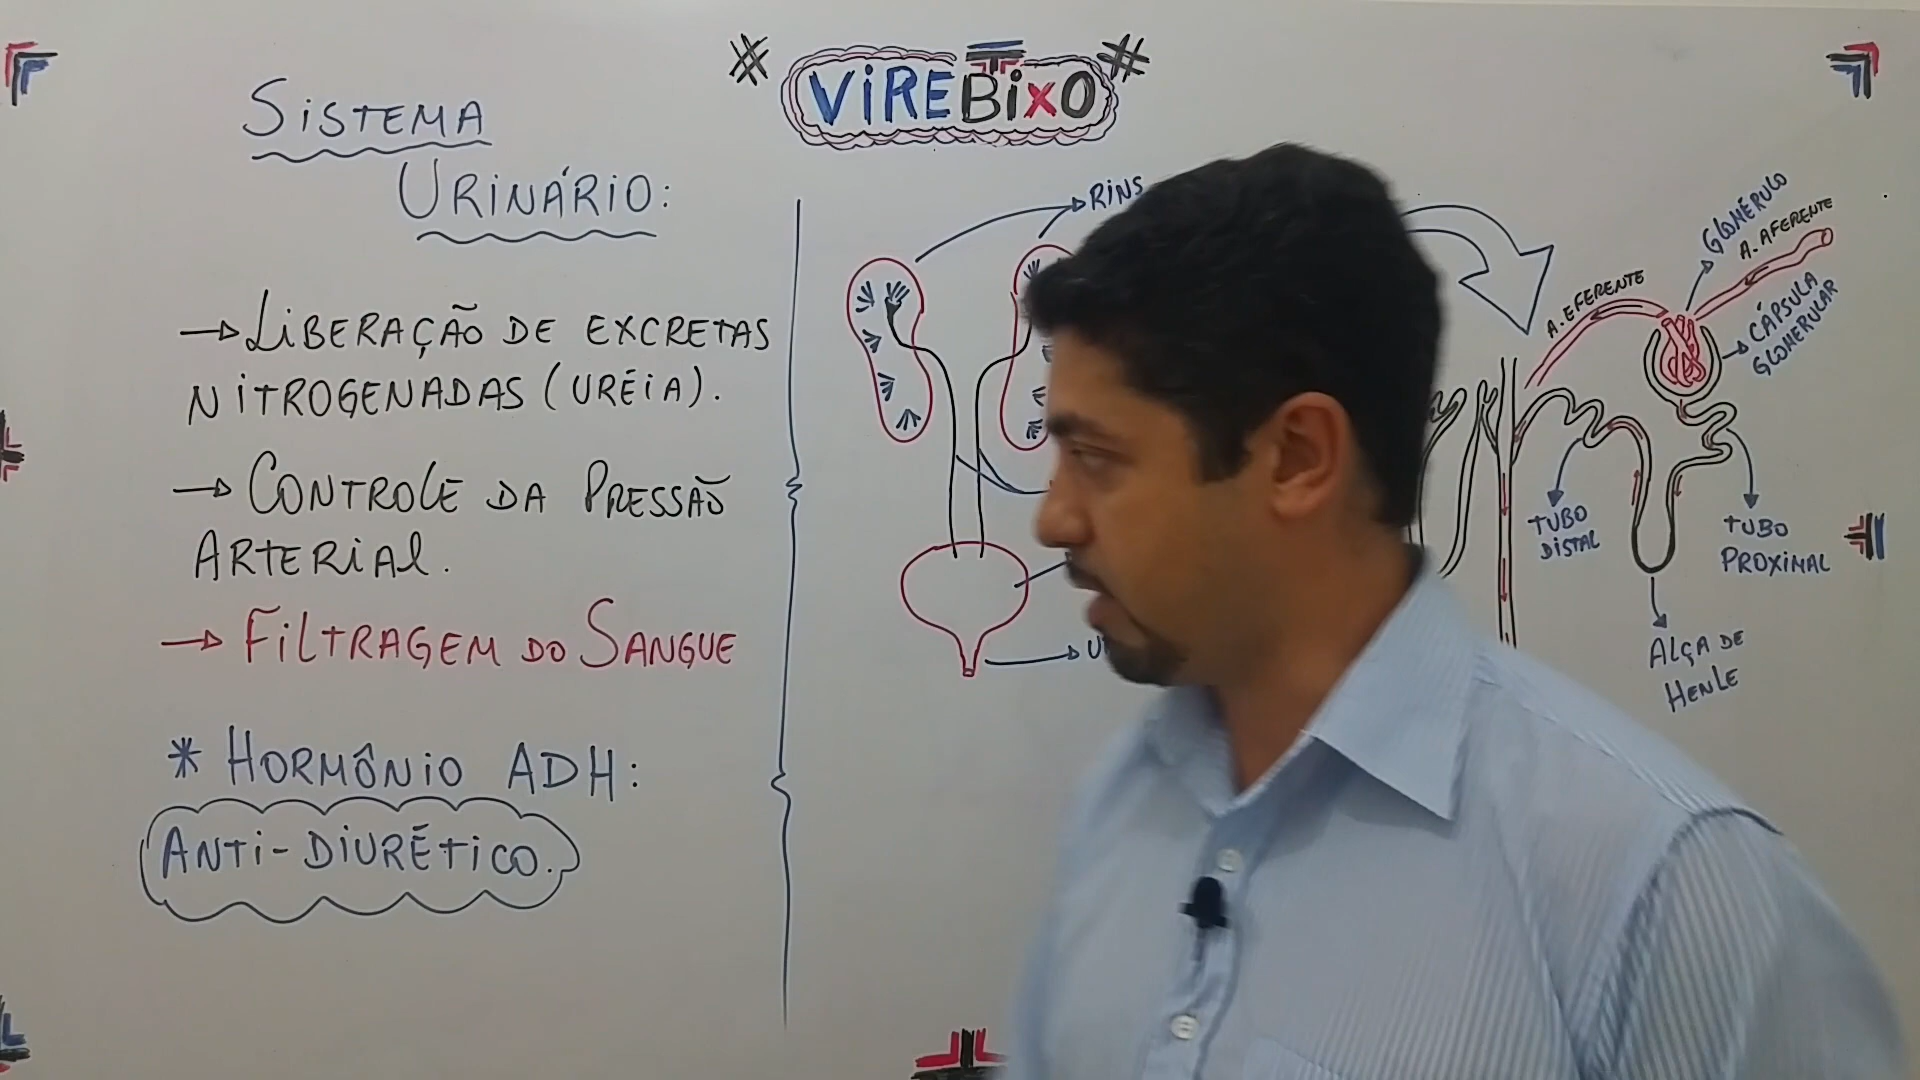 VIREBIXO
SISTEMA
URINÁRIO:
→ LIBERAÇÃO DE EXCRETAS
NITROGENADAS (URÉIA).
→ CONTROLE DA PRESSÃO
ARTERIAL.
→ FILTRAGEM DO SANGUE
* HORMÔNIO ADH:
ANTI-DIURÉTICO.
RINS
A. EFERENTE
GLOMÉRULO
A. AFERENTE
CÁPSULA
GLOMERULAR
TUBO
DISTAL
TUBO
PROXIMAL
ALÇA DE
HENLE